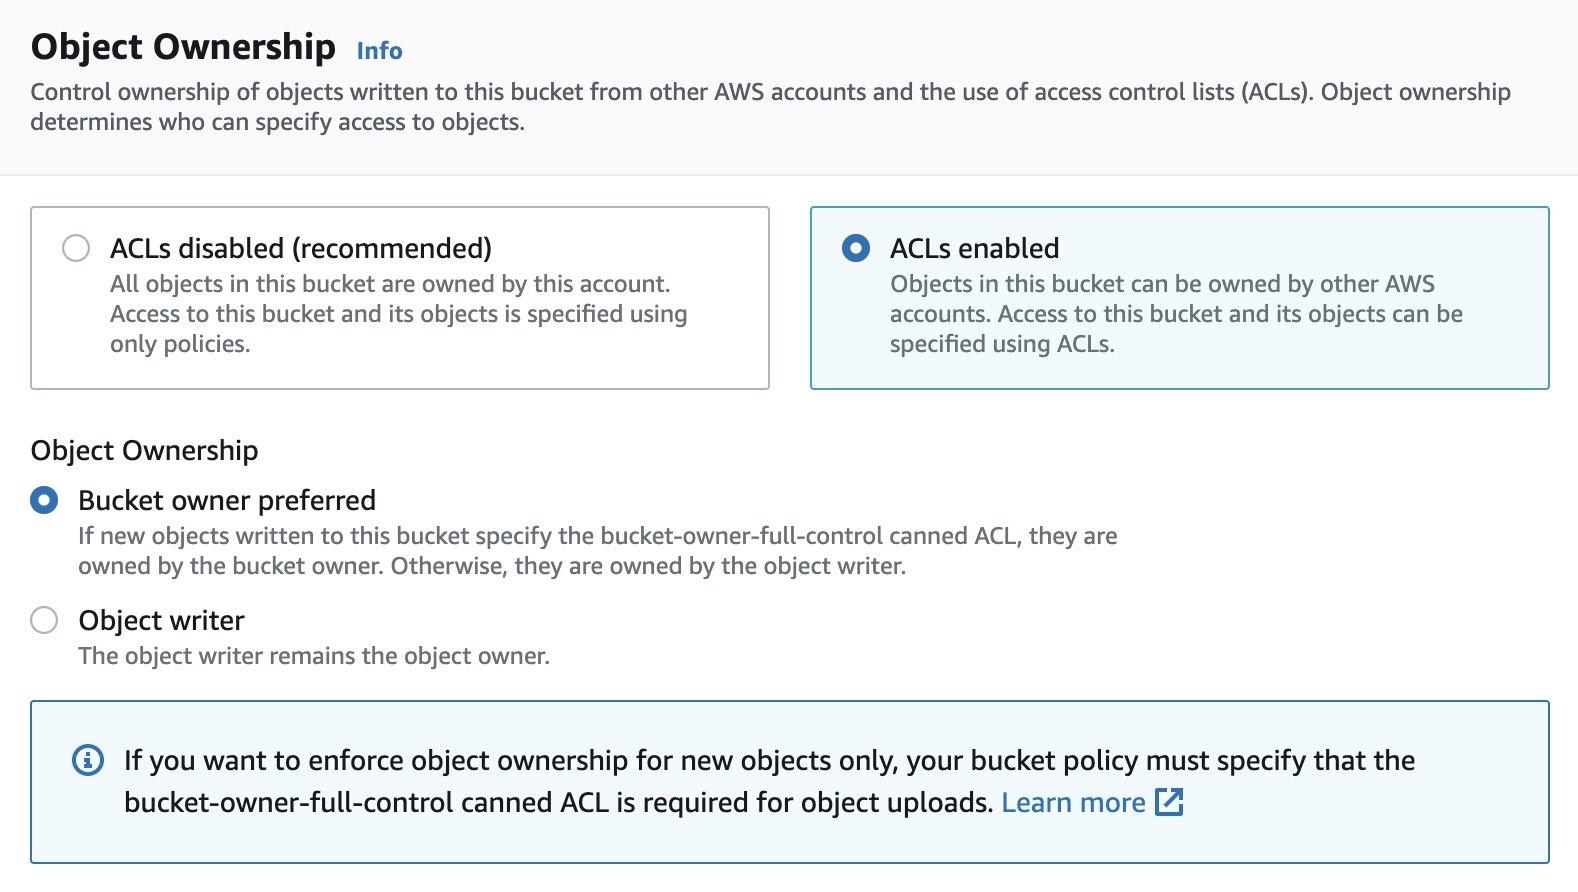 Object Ownership Info
Control ownership of objects written to this bucket from other AWS accounts and the use of access control lists (ACLs). Object ownership
determines who can specify access to objects.
ACLs disabled (recommended)
All objects in this bucket are owned by this account.
Access to this bucket and its objects is specified using
only policies.
ACLs enabled
Objects in this bucket can be owned by other AWS
accounts. Access to this bucket and its objects can be
specified using ACLs.
Object Ownership
Bucket owner preferred
If new objects written to this bucket specify the bucket-owner-full-control canned ACL, they are
owned by the bucket owner. Otherwise, they are owned by the object writer.
Object writer
The object writer remains the object owner.
If you want to enforce object ownership for new objects only, your bucket policy must specify that the
bucket-owner-full-control canned ACL is required for object uploads. Learn more